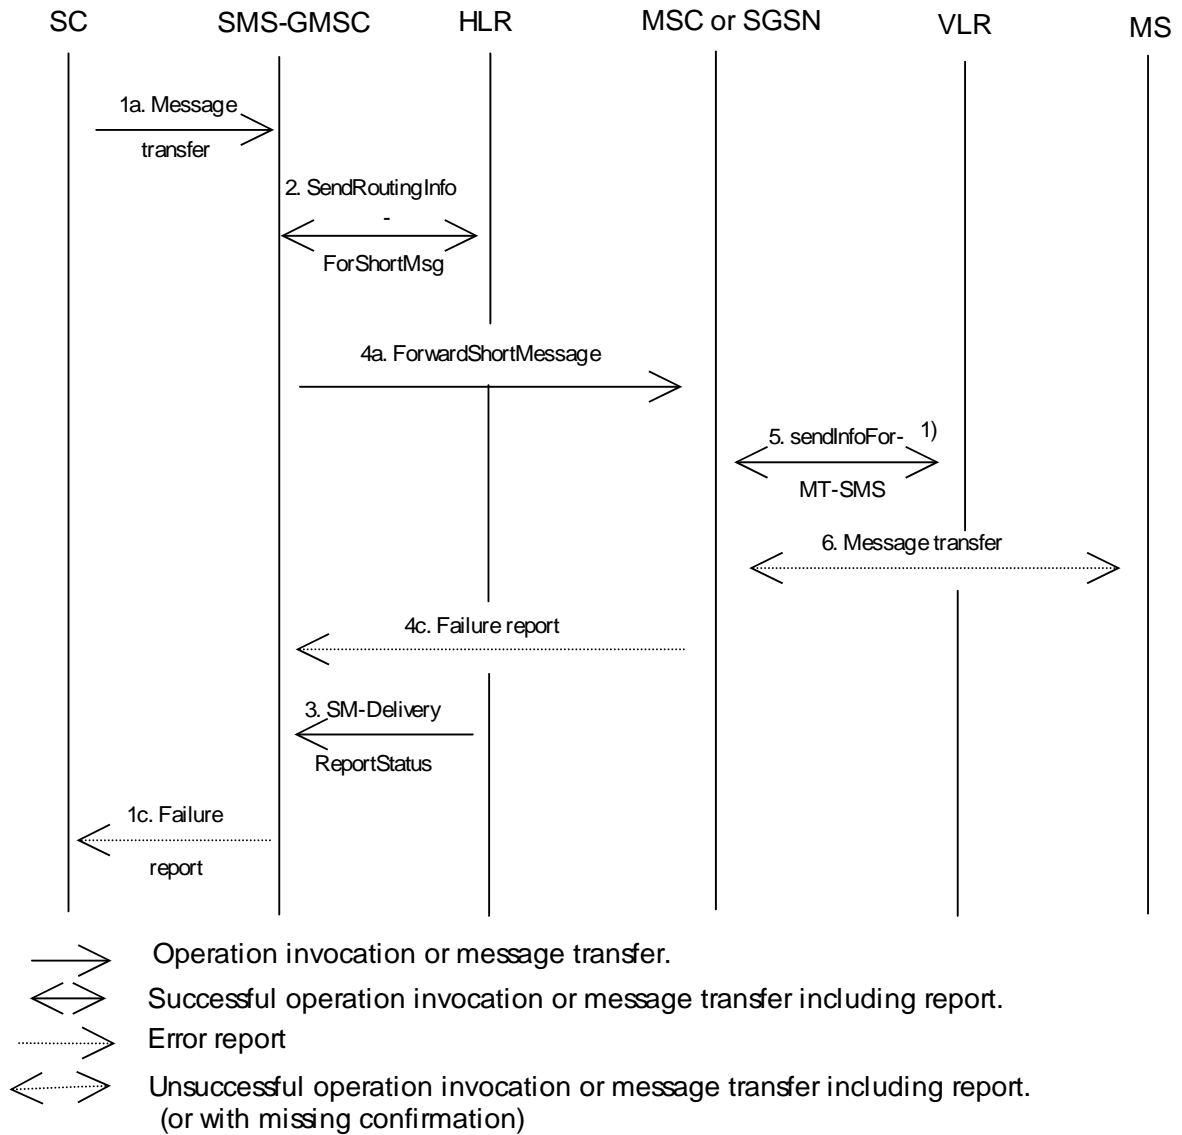 SC SMS-GMSC HLR MSC or SGSN VLR MS
1a. Message
transfer
2. SendRoutingInfo
-
ForShortMsg
4a. ForwardShortMessage
5. sendInfoFor- 1)
MT-SMS
6. Message transfer
4c. Failure report
3. SM-Delivery
ReportStatus
1c. Failure
report
Operation invocation or message transfer.
Successful operation invocation or message transfer including report.
Error report
Unsuccessful operation invocation or message transfer including report.
(or with missing confirmation)